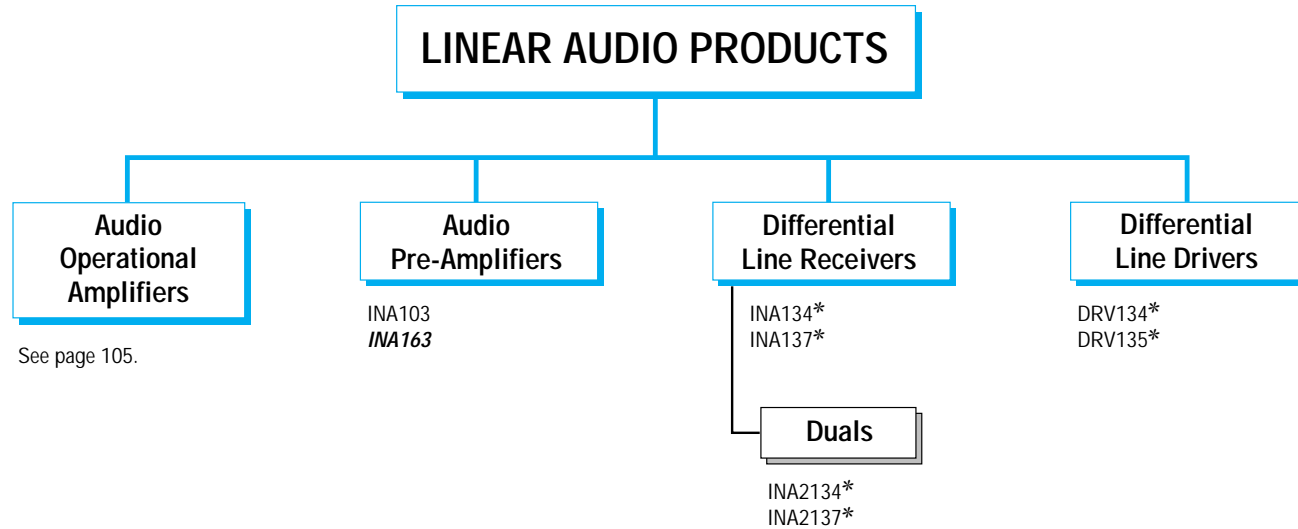 LINEAR AUDIO PRODUCTS
Audio
Operational
Amplifiers
See page 105.
Audio
Pre-Amplifiers
INA103
INA163
Differential
Line Receivers
INA134*
INA137*
Duals
INA2134*
INA2137*
Differential
Line Drivers
DRV134*
DRV135*